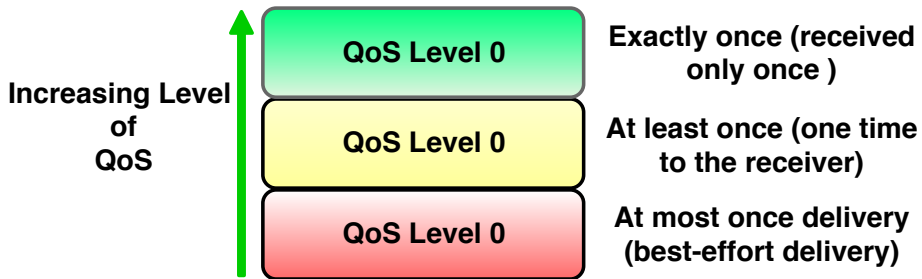 Increasing Level
of
QoS
QoS Level 0
Exactly once (received
only once )
QoS Level 0
At least once (one time
to the receiver)
QoS Level 0
At most once delivery
(best-effort delivery)